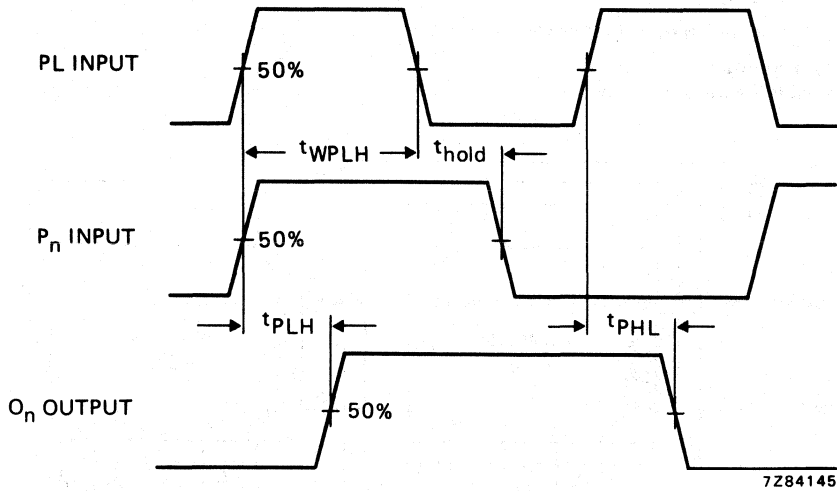 PL INPUT
50%
tWPLH
thold
Pn INPUT
50%
tPLH
tPHL
On OUTPUT
50%
7Z84145